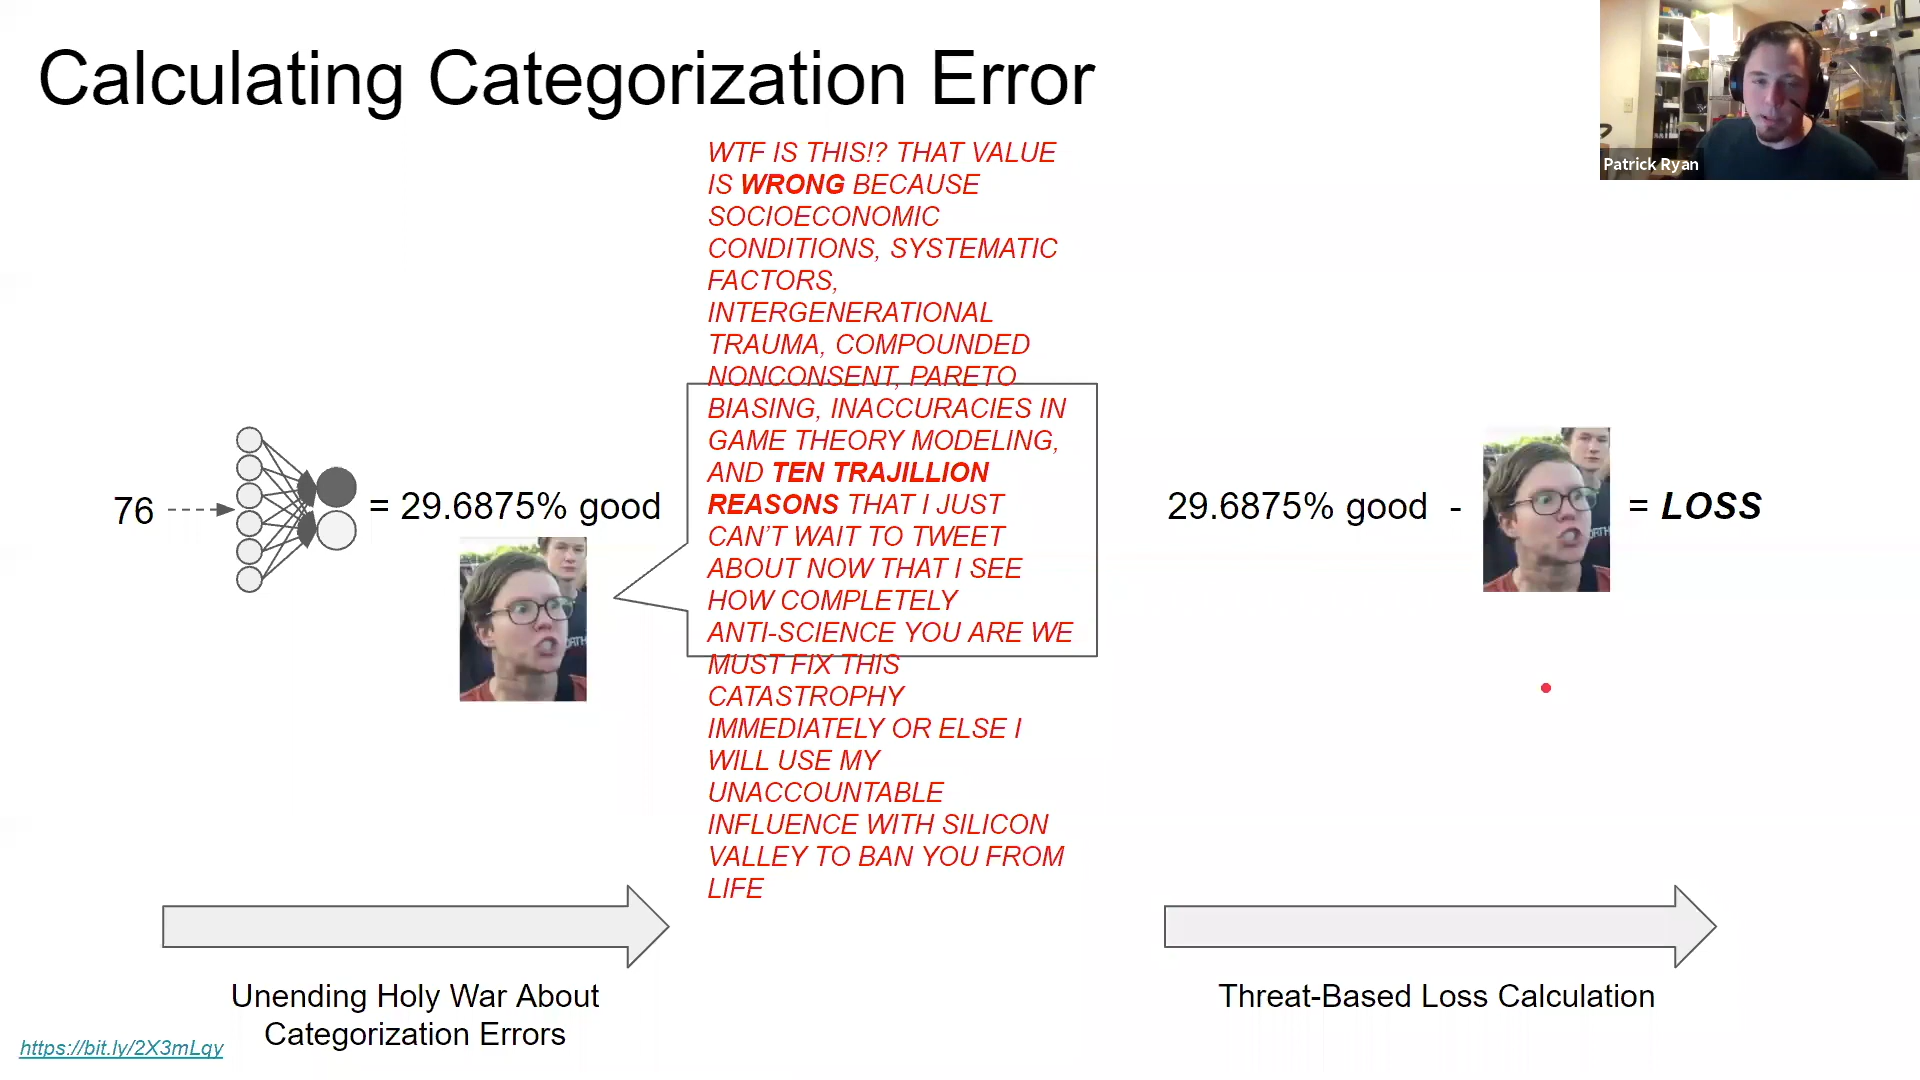 Calculating Categorization Error
Patrick Ryan
WTF IS THIS!? THAT VALUE
IS WRONG BECAUSE
SOCIOECONOMIC
CONDITIONS, SYSTEMATIC
FACTORS,
INTERGENERATIONAL
TRAUMA, COMPOUNDED
NONCONSENT, PARETO
BIASING, INACCURACIES IN
GAME THEORY MODELING,
AND TEN TRAJILLION
REASONS THAT I JUST
CAN'T WAIT TO TWEET
ABOUT NOW THAT I SEE
HOW COMPLETELY
ANTI-SCIENCE YOU ARE WE
MUST FIX THIS
CATASTROPHY
IMMEDIATELY OR ELSE I
WILL USE MY
UNACCOUNTABLE
INFLUENCE WITH SILICON
VALLEY TO BAN YOU FROM
LIFE
76
= 29.6875% good
29.6875% good - = LOSS
Unending Holy War About
Categorization Errors
Threat-Based Loss Calculation
https://bit.ly/2X3mLqy